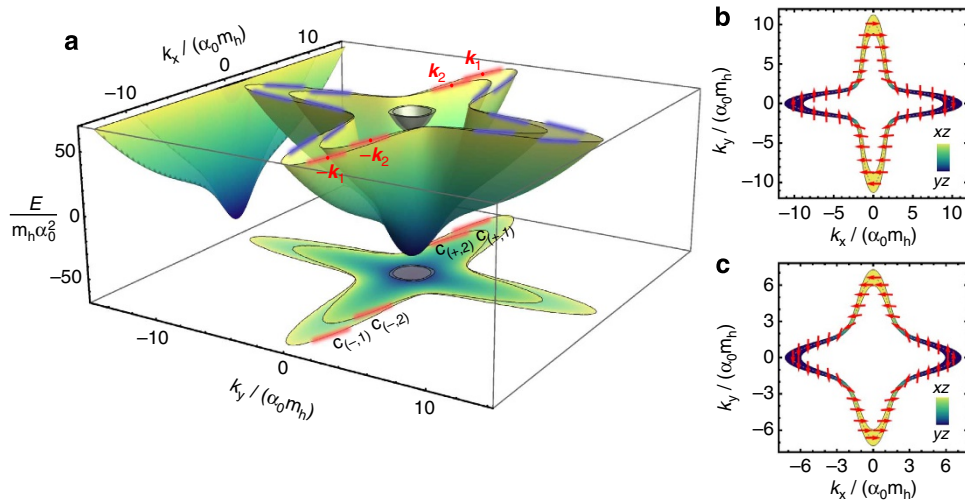 a
k_x / (α_0 m_h)
−10
0
10
50
0
−50
E
m_h α_0^2
k_1
k_2
−k_2
−k_1
c_(+,2) c_(+,1)
c_(−,1) c_(−,2)
−10
0
10
k_y / (α_0 m_h)
b
10
5
0
−5
−10
k_y / (α_0 m_h)
xz
yz
−10 −5 0 5 10
k_x / (α_0 m_h)
c
6
3
0
−3
−6
k_y / (α_0 m_h)
xz
yz
−6 −3 0 3 6
k_x / (α_0 m_h)